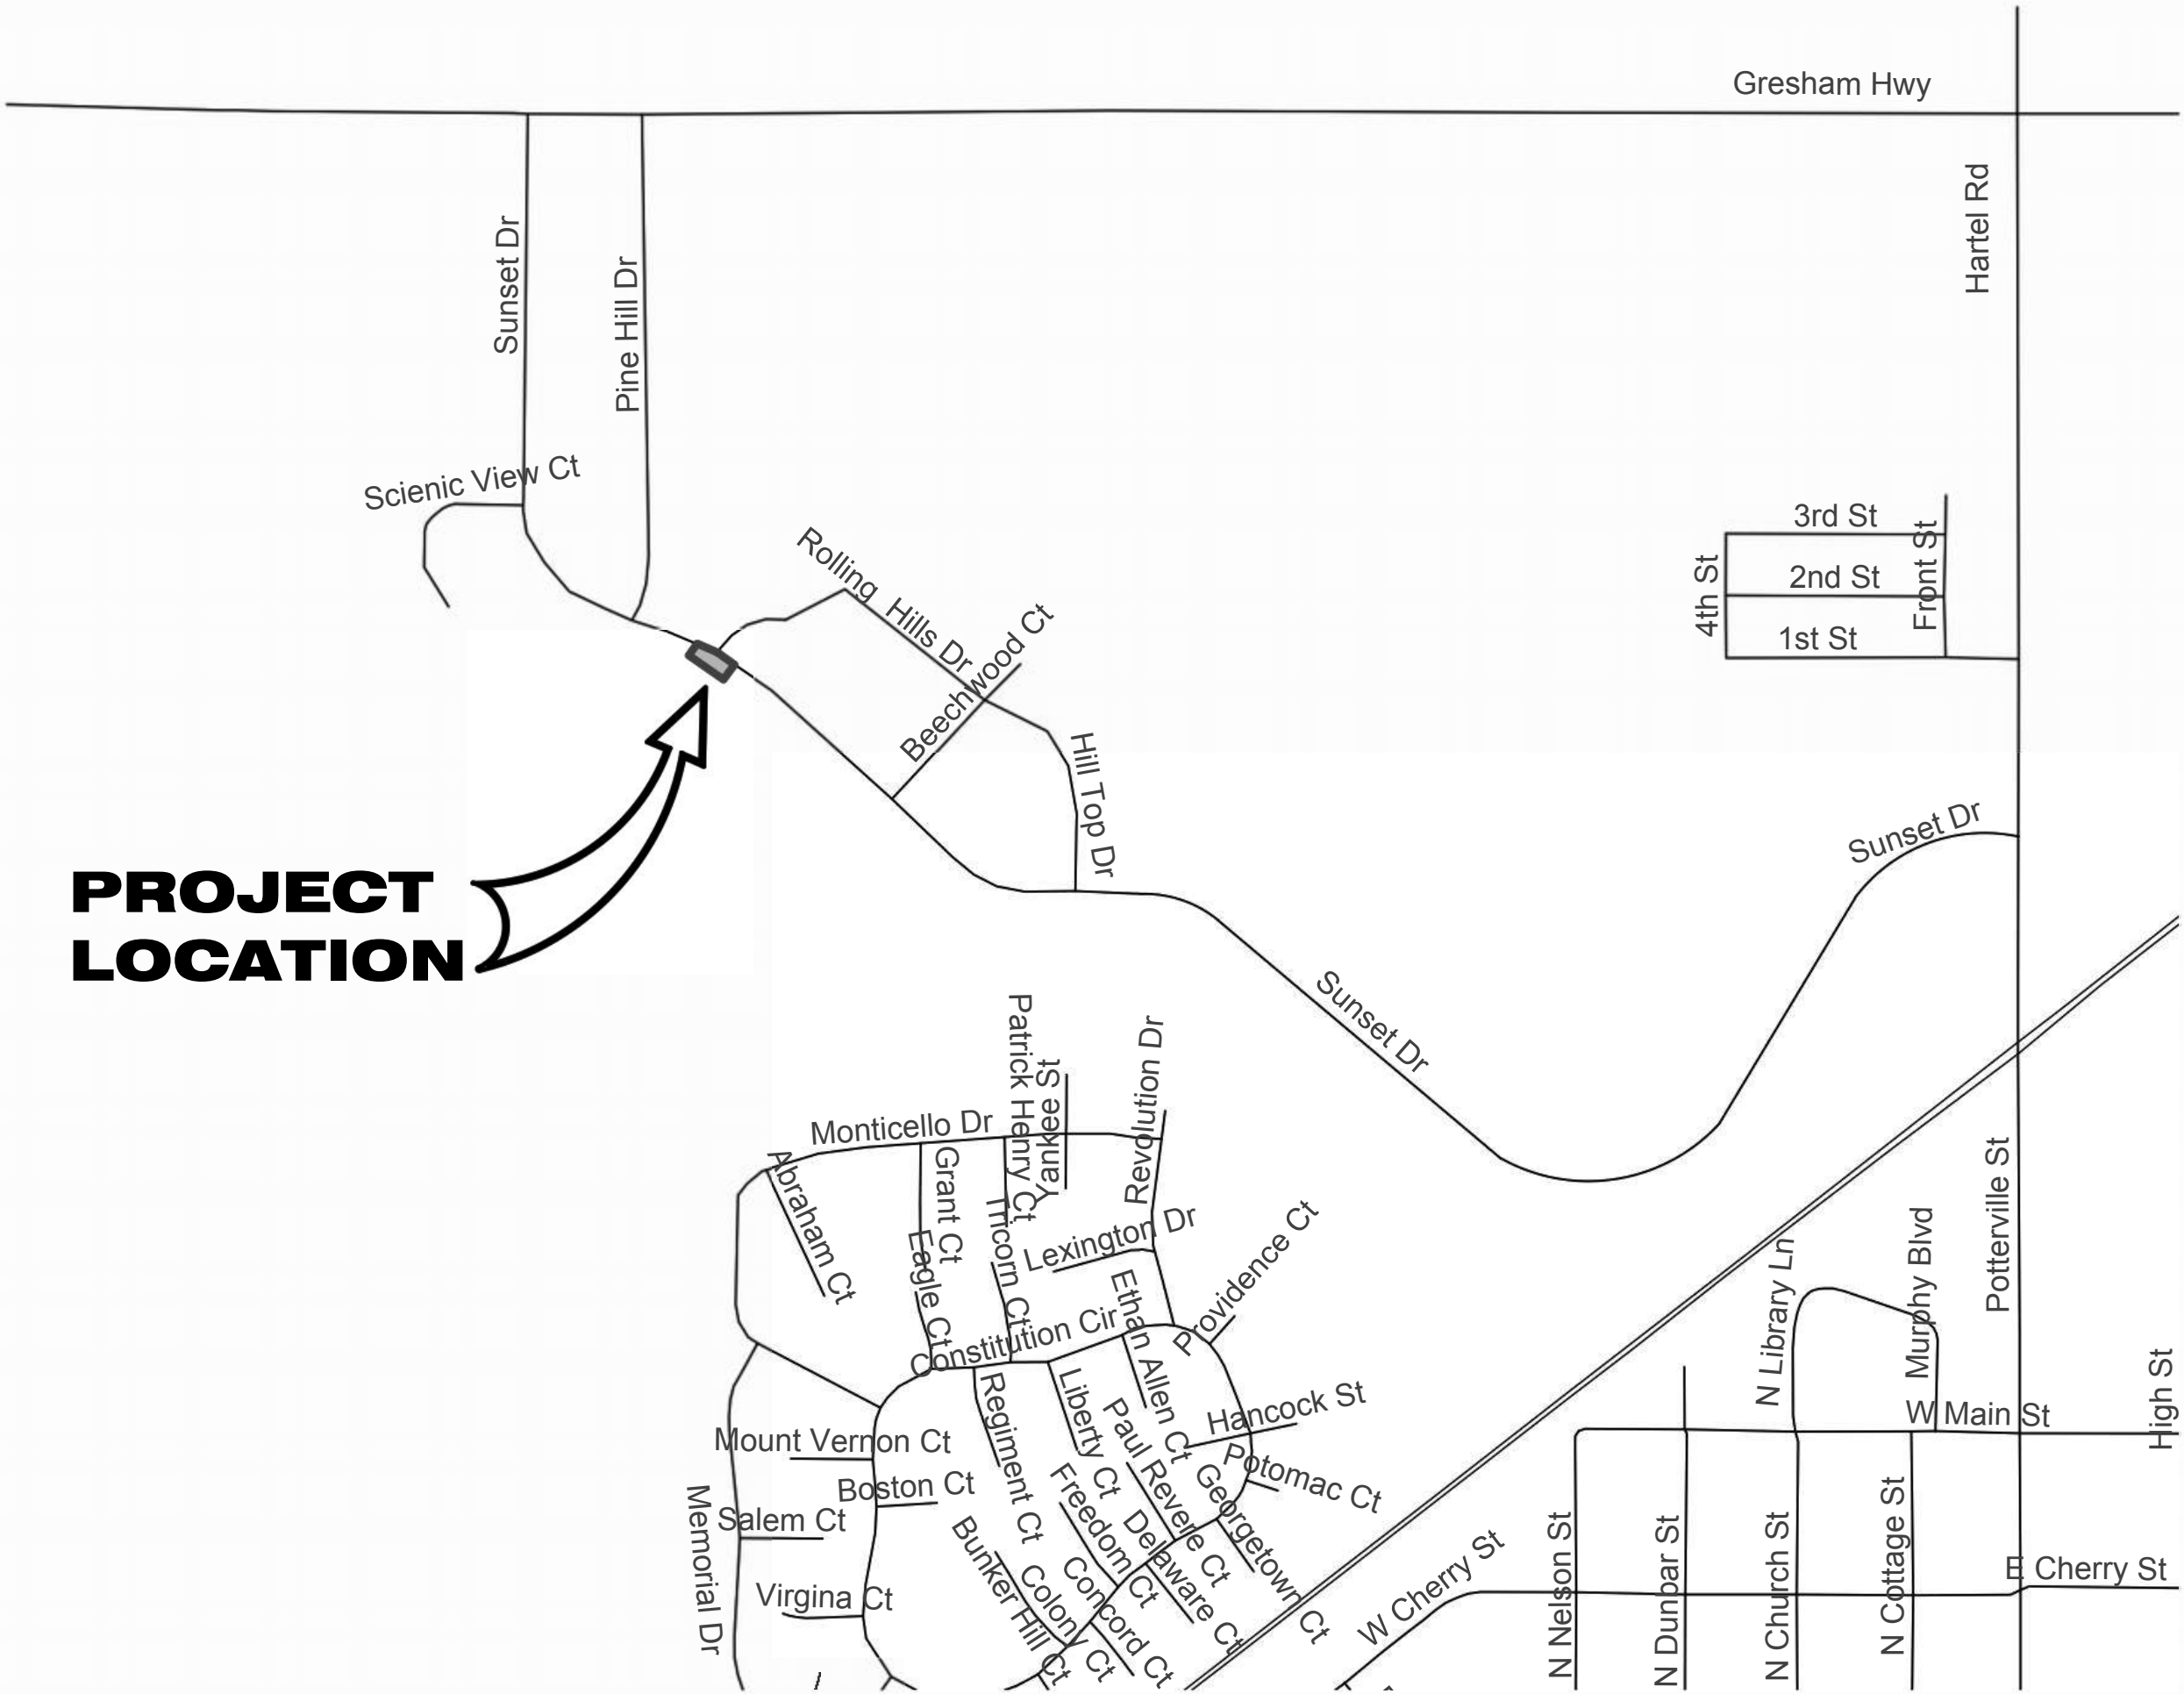 Gresham Hwy
Hartel Rd
Sunset Dr
Pine Hill Dr
Scienic View Ct
Rolling Hills Dr
Beechwood Ct
Hill Top Dr
3rd St
2nd St
1st St
4th St
Front St
PROJECT
LOCATION
Sunset Dr
Sunset Dr
Patrick Henry Ct
Yankee St
Revolution Dr
Monticello Dr
Abraham Ct
Grant Ct
Eagle Ct
Tricorn Ct
Lexington Dr
Providence Ct
Constitution Cir
Ethan Allen Ct
Liberty Ct
Regiment Ct
Paul Revere Ct
Hancock St
Potomac Ct
Georgetown Ct
Mount Vernon Ct
Boston Ct
Salem Ct
Virgina Ct
Memorial Dr
Bunker Hill Ct
Colony Ct
Concord Ct
Freedom Ct
Delaware Ct
Potterville St
Murphy Blvd
N Library Ln
W Main St
High St
W Cherry St
E Cherry St
N Nelson St
N Dunbar St
N Church St
N Cottage St